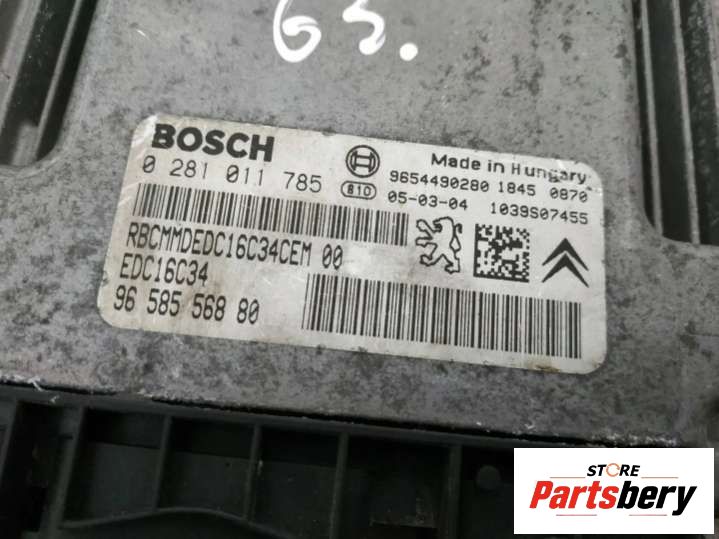 GS.
BOSCH
0 281 011 785
810
Made in Hungary
9654490280 1845 0870
05-03-04 1039S07455
RBCMMDEDC16C34CEM 00
EDC16C34
96 585 568 80
STORE
Partsbery